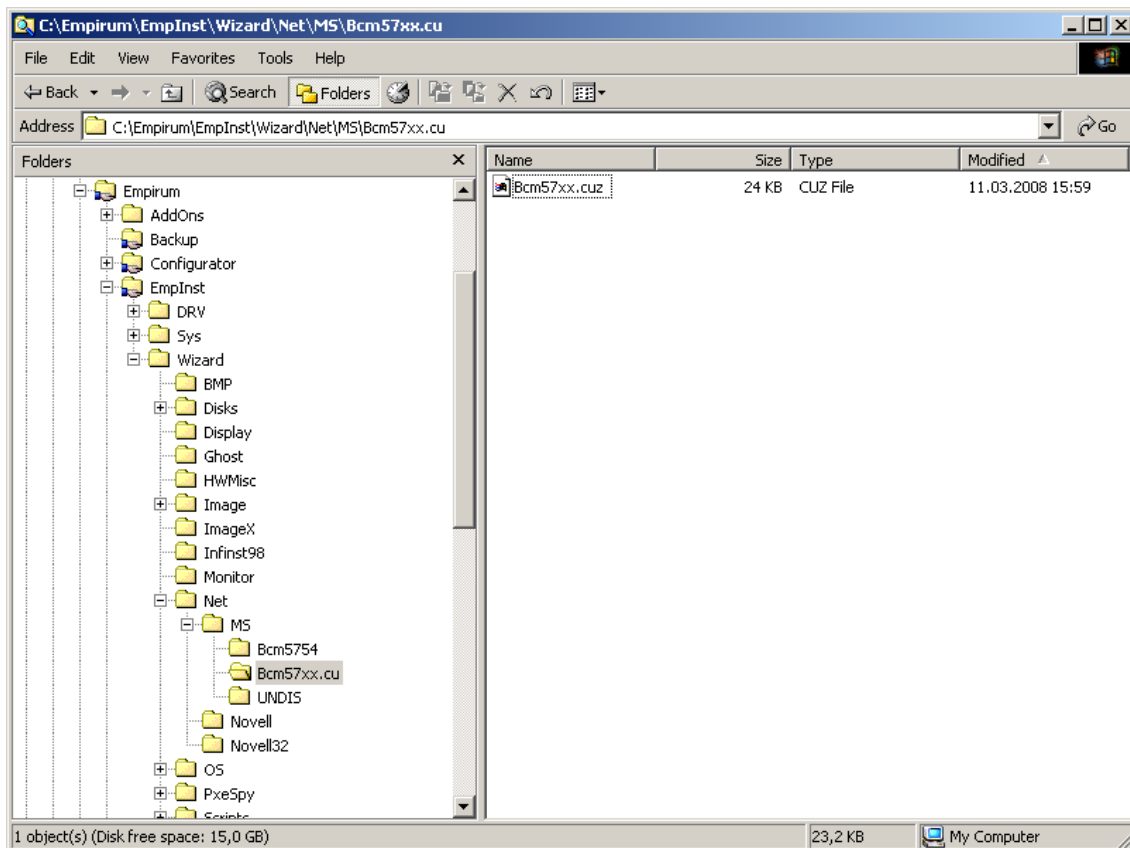 C:\Empirum\EmpInst\Wizard\Net\MS\Bcm57xx.cu
File Edit View Favorites Tools Help
Back Search Folders
Address C:\Empirum\EmpInst\Wizard\Net\MS\Bcm57xx.cu Go
Folders
Empirum
AddOns
Backup
Configurator
EmpInst
DRV
Sys
Wizard
BMP
Disks
Display
Ghost
HWMisc
Image
ImageX
Infinst98
Monitor
Net
MS
Bcm5754
Bcm57xx.cu
UNDIS
Novell
Novell32
OS
PxeSpy
Scripts
Name Size Type Modified
Bcm57xx.cuz 24 KB CUZ File 11.03.2008 15:59
1 object(s) (Disk free space: 15,0 GB) 23,2 KB My Computer